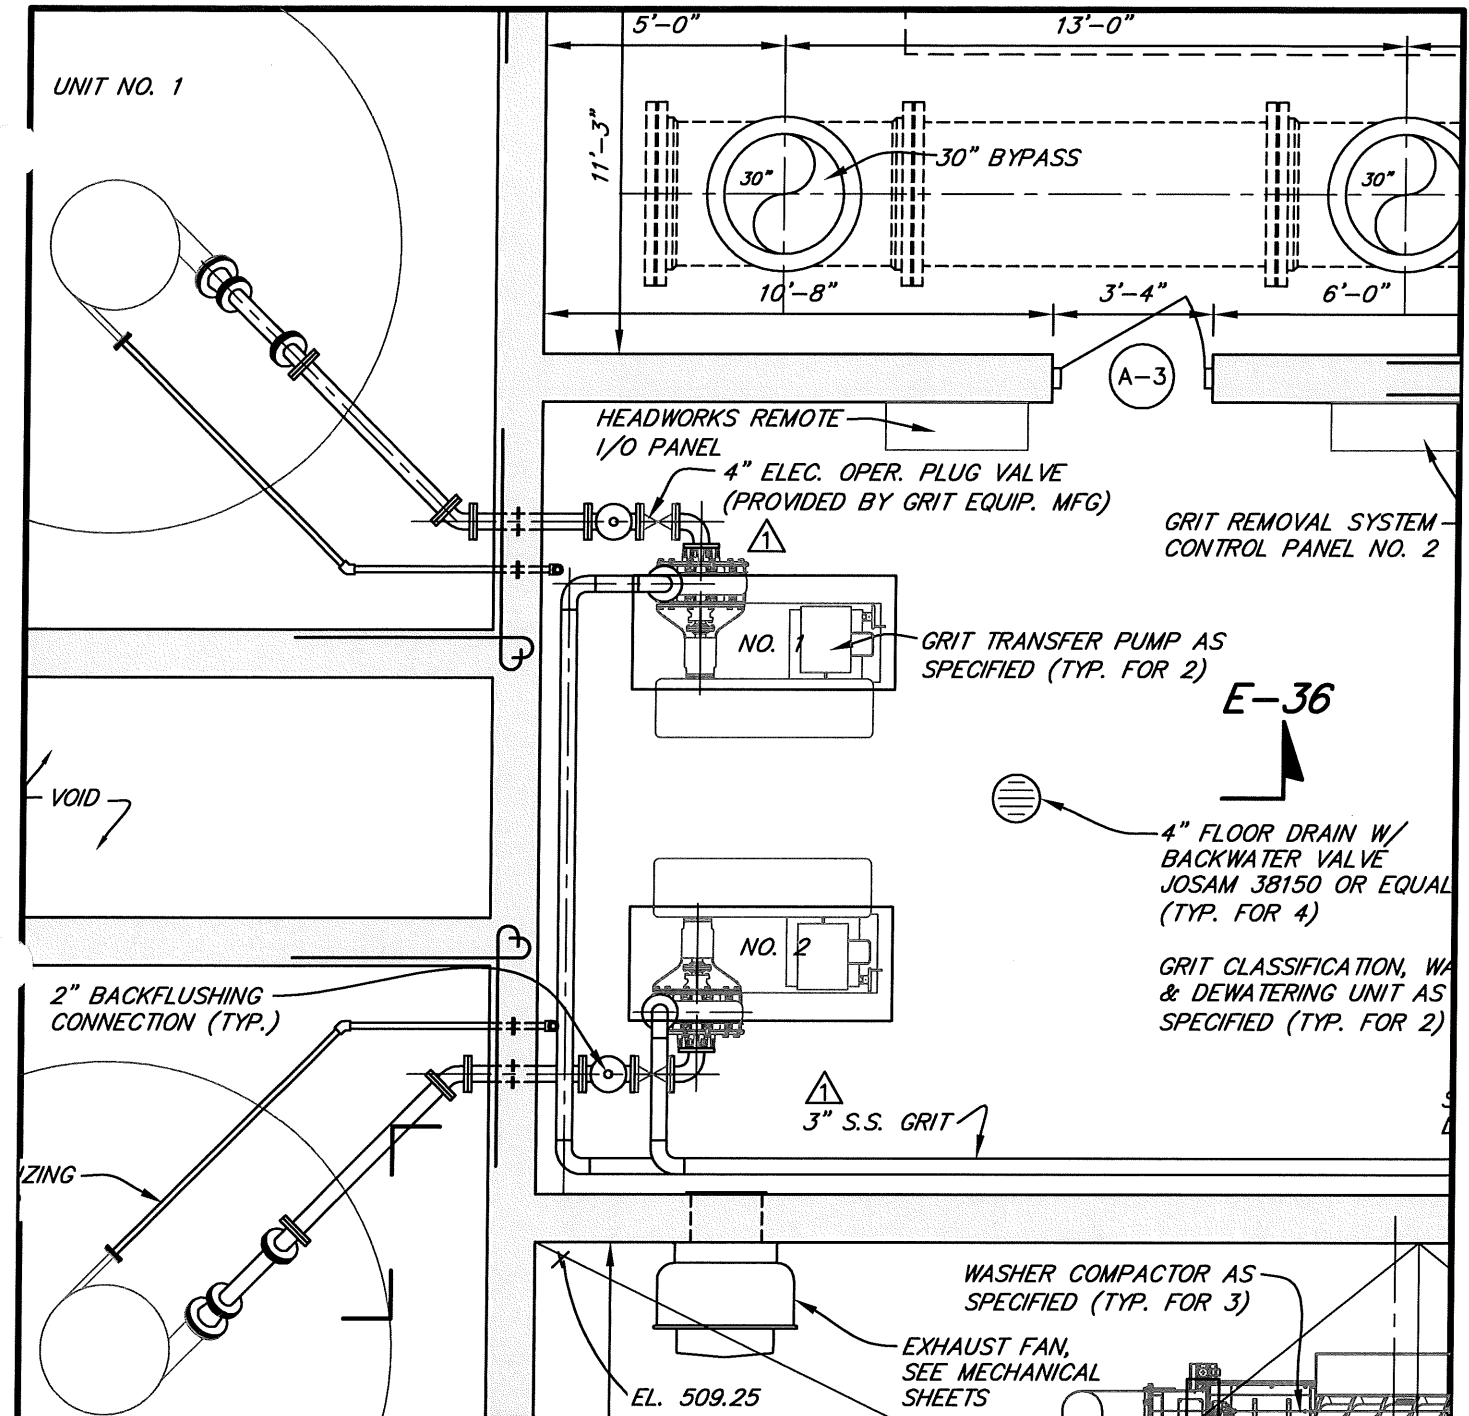 5'-0"
13'-0"
UNIT NO. 1
11'-3"
30" BYPASS
30"
30"
10'-8"
3'-4"
6'-0"
A-3
HEADWORKS REMOTE
I/O PANEL
4" ELEC. OPER. PLUG VALVE
(PROVIDED BY GRIT EQUIP. MFG)
1
GRIT REMOVAL SYSTEM
CONTROL PANEL NO. 2
NO. 1
GRIT TRANSFER PUMP AS
SPECIFIED (TYP. FOR 2)
E-36
VOID
4" FLOOR DRAIN W/
BACKWATER VALVE
JOSAM 38150 OR EQUAL
(TYP. FOR 4)
NO. 2
GRIT CLASSIFICATION, WA
& DEWATERING UNIT AS
SPECIFIED (TYP. FOR 2)
2" BACKFLUSHING
CONNECTION (TYP.)
1
3" S.S. GRIT
IZING
WASHER COMPACTOR AS
SPECIFIED (TYP. FOR 3)
EXHAUST FAN,
SEE MECHANICAL
SHEETS
EL. 509.25